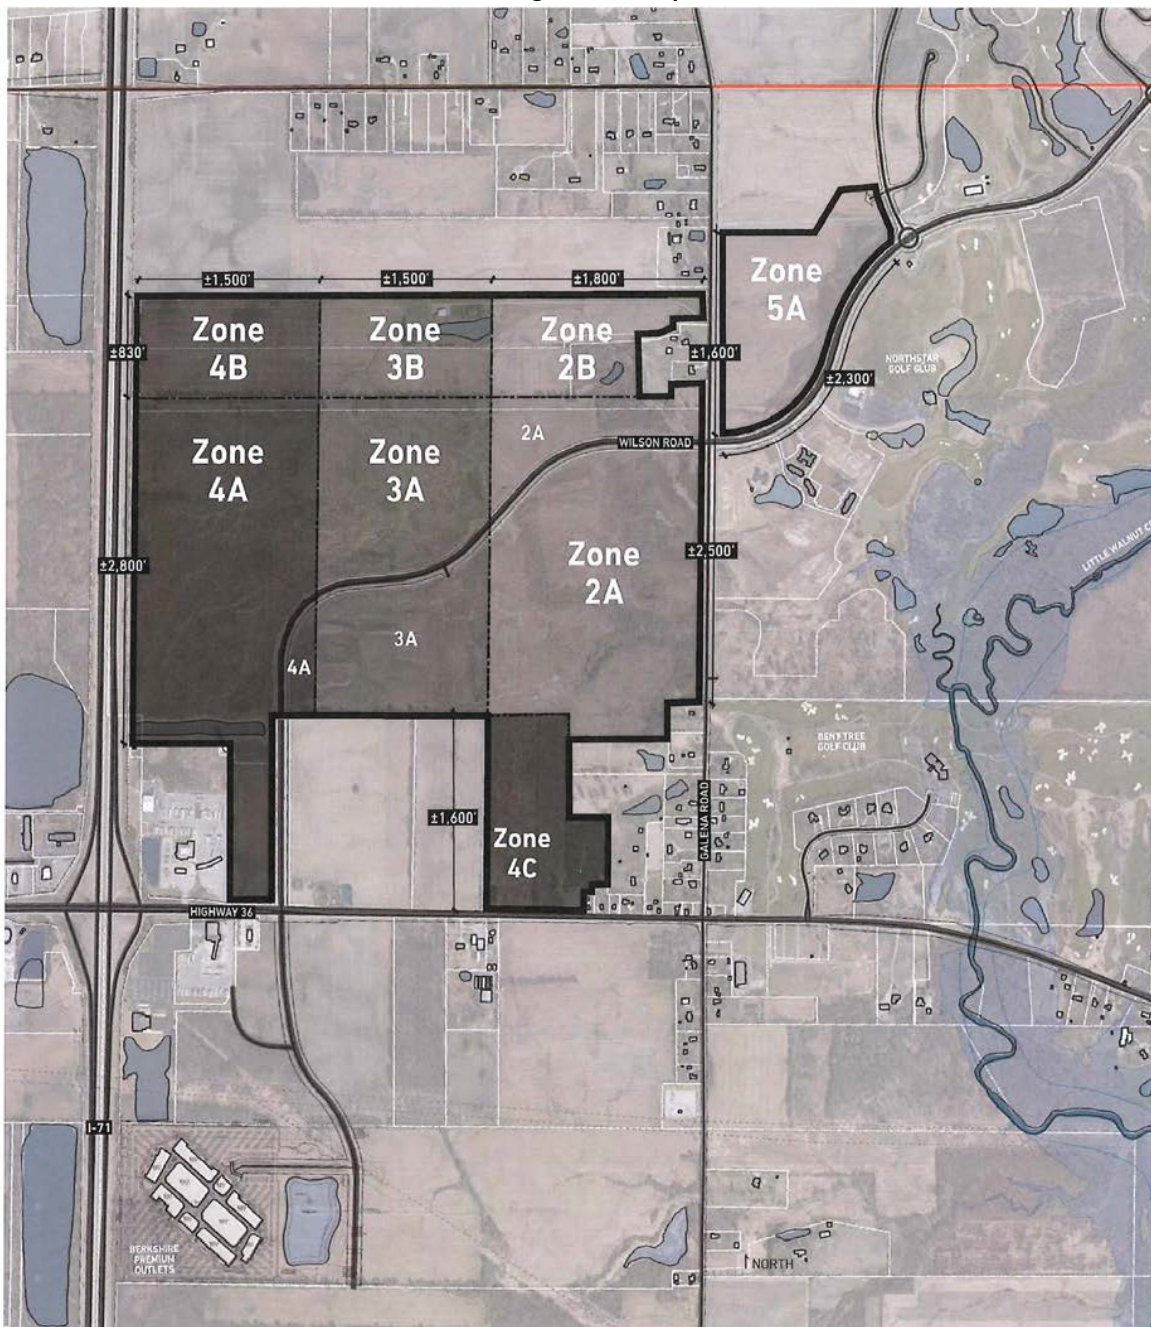 ±1,500'
±1,500'
±1,800'
Zone
5A
Zone
4B
Zone
3B
Zone
2B
±830'
±1,600'
NORTHSTAR
GOLF CLUB
±2,300'
2A
WILSON ROAD
Zone
4A
Zone
3A
±2,800'
±2,500'
Zone
2A
LITTLE WALNUT
3A
4A
BENT TREE
GOLF CLUB
±1,600'
GALENA ROAD
Zone
4C
HIGHWAY 36
I-71
BERKSHIRE
PREMIUM
OUTLETS
NORTH